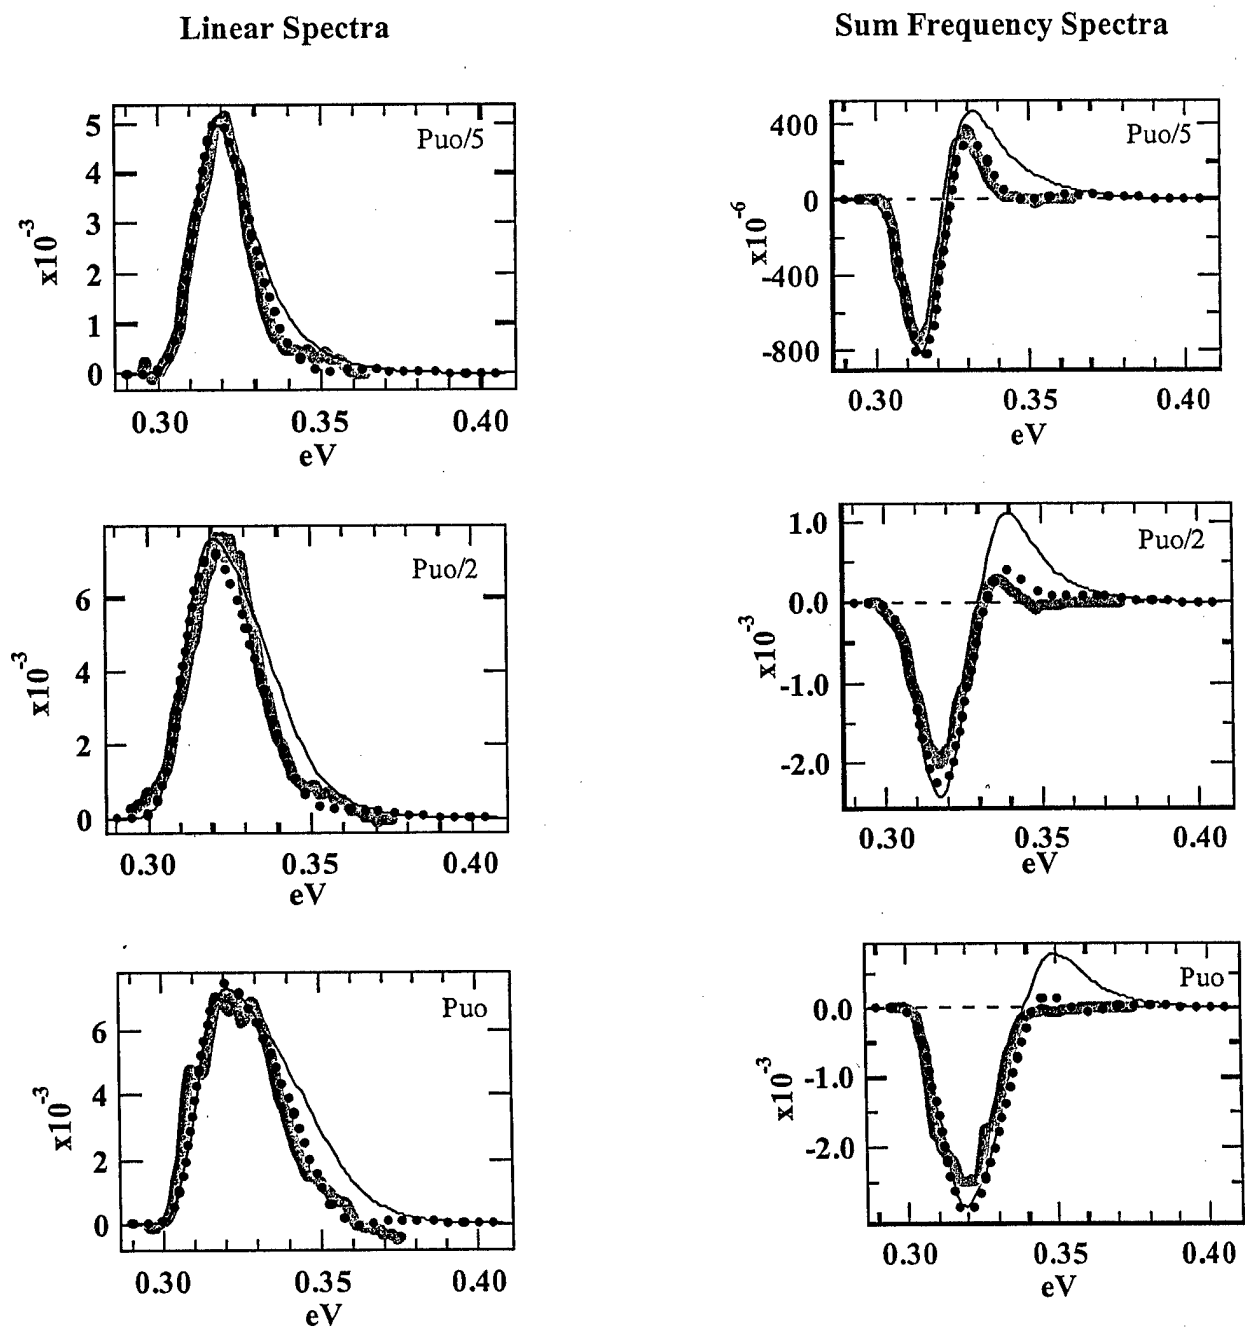 Linear Spectra
Sum Frequency Spectra
Puo/5
5
4
3
2
1
0
x10-3
0.30 0.35 0.40
eV
Puo/5
400
0
-400
-800
x10-6
0.30 0.35 0.40
eV
Puo/2
6
4
2
0
x10-3
0.30 0.35 0.40
eV
Puo/2
1.0
0.0
-1.0
-2.0
x10-3
0.30 0.35 0.40
eV
Puo
6
4
2
0
x10-3
0.30 0.35 0.40
eV
Puo
0.0
-1.0
-2.0
x10-3
0.30 0.35 0.40
eV